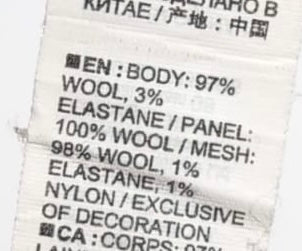 КИТАЕ / 产地 : 中国
EN : BODY: 97%
WOOL, 3%
ELASTANE / PANEL:
100% WOOL / MESH:
98% WOOL, 1%
ELASTANE, 1%
NYLON / EXCLUSIVE
OF DECORATION
CA : CORPS: 97%